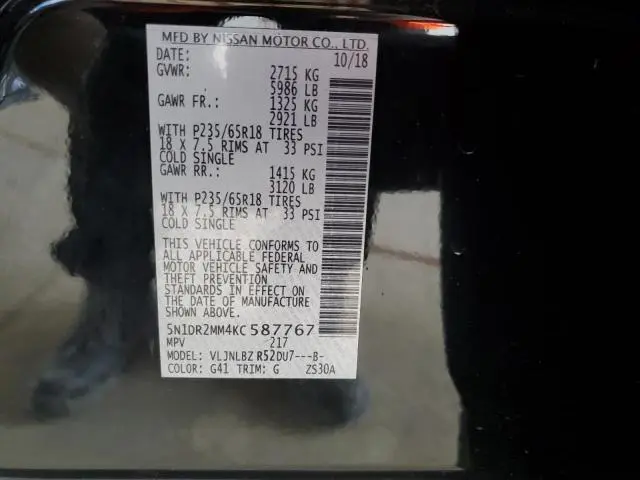 MFD BY NISSAN MOTOR CO., LTD.
DATE: 10/18
GVWR: 2715 KG
5986 LB
GAWR FR.: 1325 KG
2921 LB
WITH P235/65R18 TIRES
18 X 7.5 RIMS AT 33 PSI
COLD SINGLE
GAWR RR.: 1415 KG
3120 LB
WITH P235/65R18 TIRES
18 X 7.5 RIMS AT 33 PSI
COLD SINGLE
THIS VEHICLE CONFORMS TO
ALL APPLICABLE FEDERAL
MOTOR VEHICLE SAFETY AND
THEFT PREVENTION
STANDARDS IN EFFECT ON
THE DATE OF MANUFACTURE
SHOWN ABOVE.
5N1DR2MM4KC587767
MPV 217
MODEL: VLJNLBZ R52DU7---B-
COLOR: G41 TRIM: G ZS30A